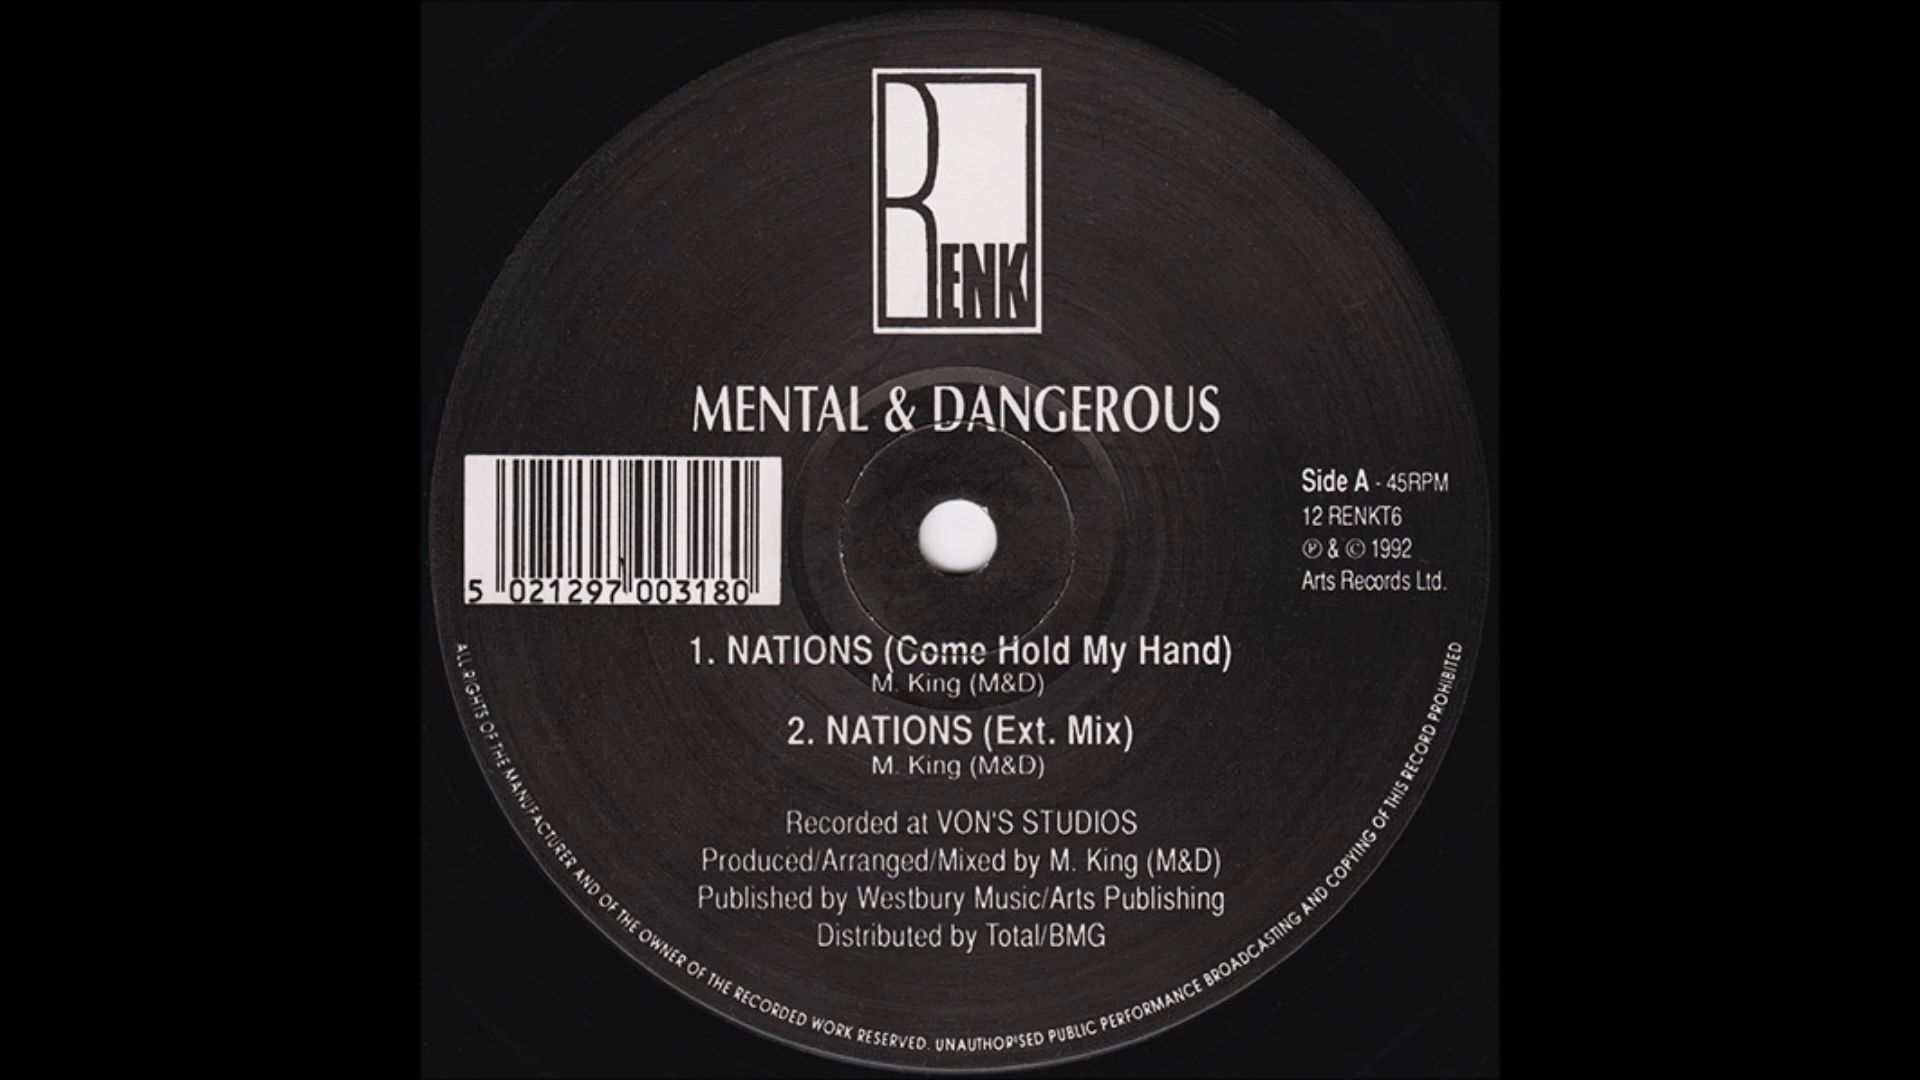 RENK
MENTAL & DANGEROUS
5 021297 003180
Side A - 45RPM
12 RENKT6
℗ & © 1992
Arts Records Ltd.
1. NATIONS (Come Hold My Hand)
M. King (M&D)
2. NATIONS (Ext. Mix)
M. King (M&D)
Recorded at VON'S STUDIOS
Produced/Arranged/Mixed by M. King (M&D)
Published by Westbury Music/Arts Publishing
Distributed by Total/BMG
ALL RIGHTS OF THE MANUFACTURER AND OF THE OWNER OF THE RECORDED WORK RESERVED. UNAUTHORISED PUBLIC PERFORMANCE BROADCASTING AND COPYING OF THIS RECORD PROHIBITED